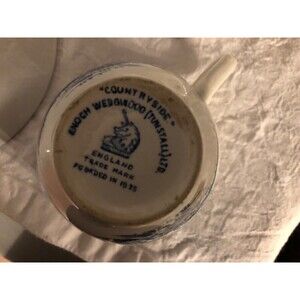 "COUNTRYSIDE"
ENOCH WEDGWOOD (TUNSTALL) LTD.
ENGLAND
TRADE MARK
FOUNDED IN 1835